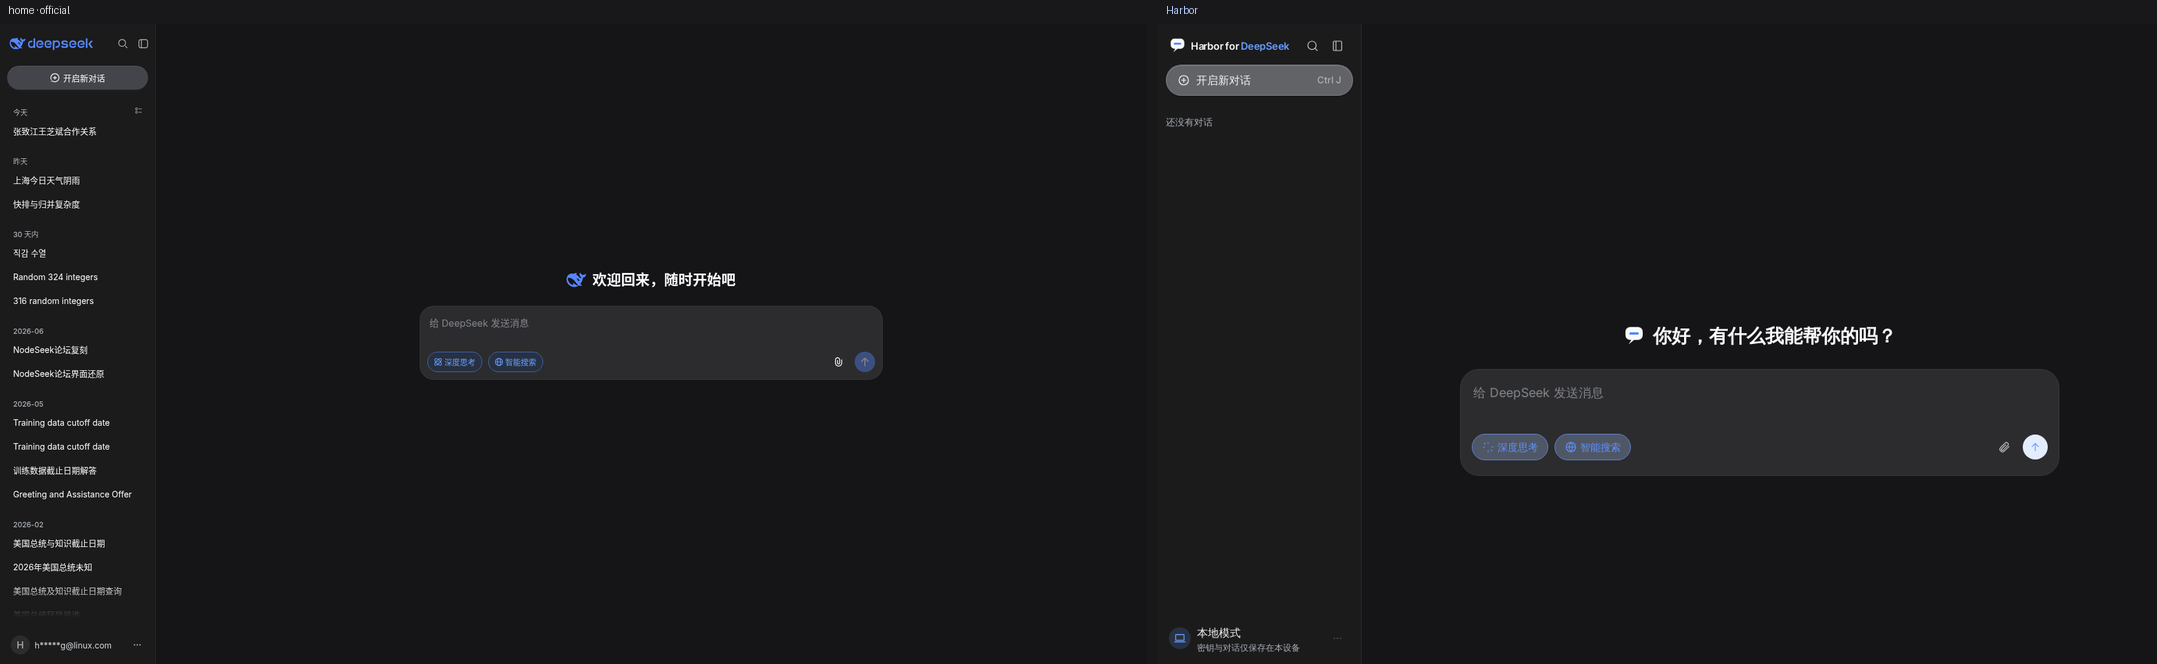 home · official
deepseek
开启新对话
今天
张致江王芝斌合作关系
昨天
上海今日天气阴雨
快排与归并复杂度
30 天内
직감 수열
Random 324 integers
316 random integers
2026-06
NodeSeek论坛复刻
NodeSeek论坛界面还原
2026-05
Training data cutoff date
Training data cutoff date
训练数据截止日期解答
Greeting and Assistance Offer
2026-02
美国总统与知识截止日期
2026年美国总统未知
美国总统及知识截止日期查询
H h*****g@linux.com
欢迎回来，随时开始吧
给 DeepSeek 发送消息
深度思考 智能搜索
Harbor
Harbor for DeepSeek
开启新对话 Ctrl J
还没有对话
本地模式
密钥与对话仅保存在本设备
你好，有什么我能帮你的吗？
给 DeepSeek 发送消息
深度思考 智能搜索